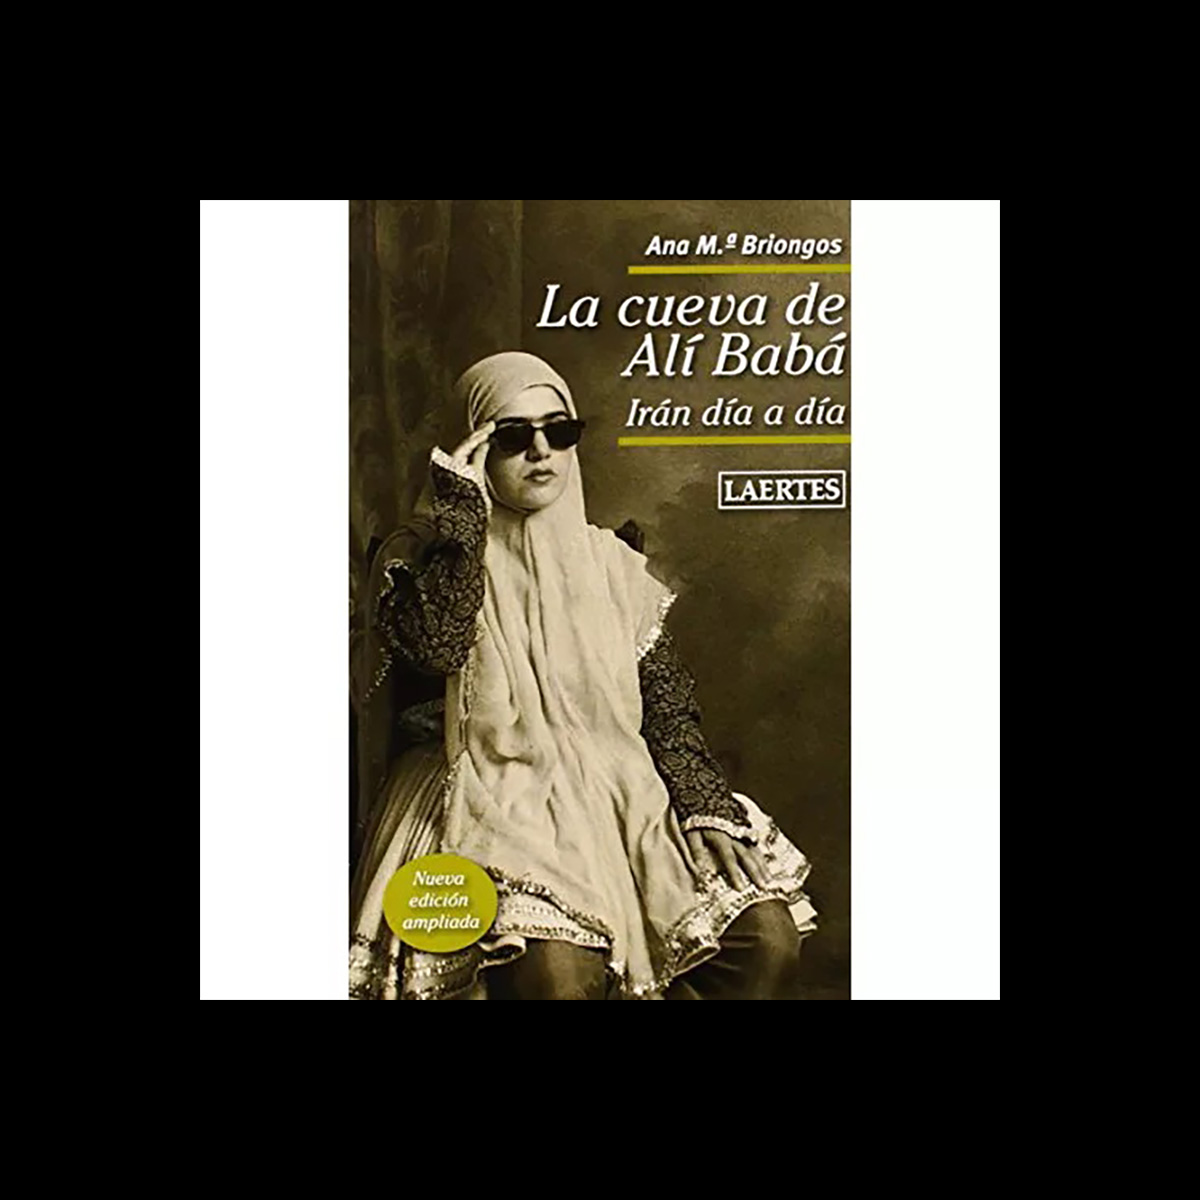 Ana M.ª Briongos
La cueva de
Alí Babá
Irán día a día
LAERTES
Nueva
edición
ampliada